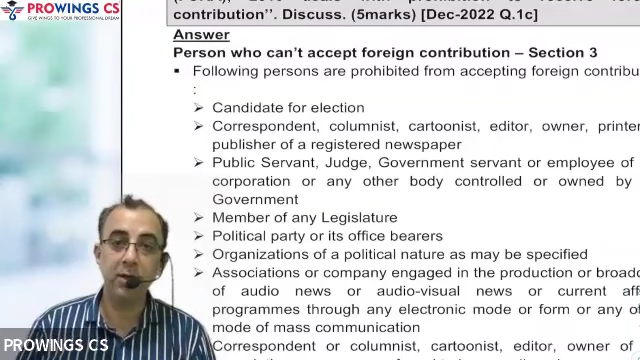 PROWINGS CS
GIVE WINGS TO YOUR PROFESSIONAL DREAM
contribution". Discuss. (5marks) [Dec-2022 Q.1c]
Answer
Person who can't accept foreign contribution – Section 3
▪ Following persons are prohibited from accepting foreign
:
➢ Candidate for election
➢ Correspondent, columnist, cartoonist, editor, owner,
publisher of a registered newspaper
➢ Public Servant, Judge, Government servant or employee of
corporation or any other body controlled or owned by
Government
➢ Member of any Legislature
➢ Political party or its office bearers
➢ Organizations of a political nature as may be specified
➢ Associations or company engaged in the production or
of audio news or audio-visual news or current
programmes through any electronic mode or form or any
mode of mass communication
Correspondent or columnist, cartoonist, editor, owner of
PROWINGS CS